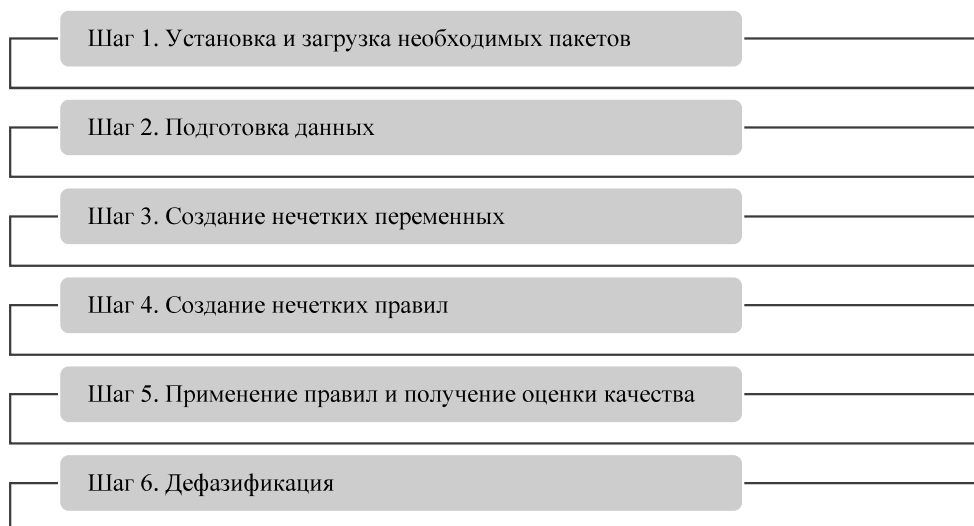 Шаг 1. Установка и загрузка необходимых пакетов
Шаг 2. Подготовка данных
Шаг 3. Создание нечетких переменных
Шаг 4. Создание нечетких правил
Шаг 5. Применение правил и получение оценки качества
Шаг 6. Дефазификация